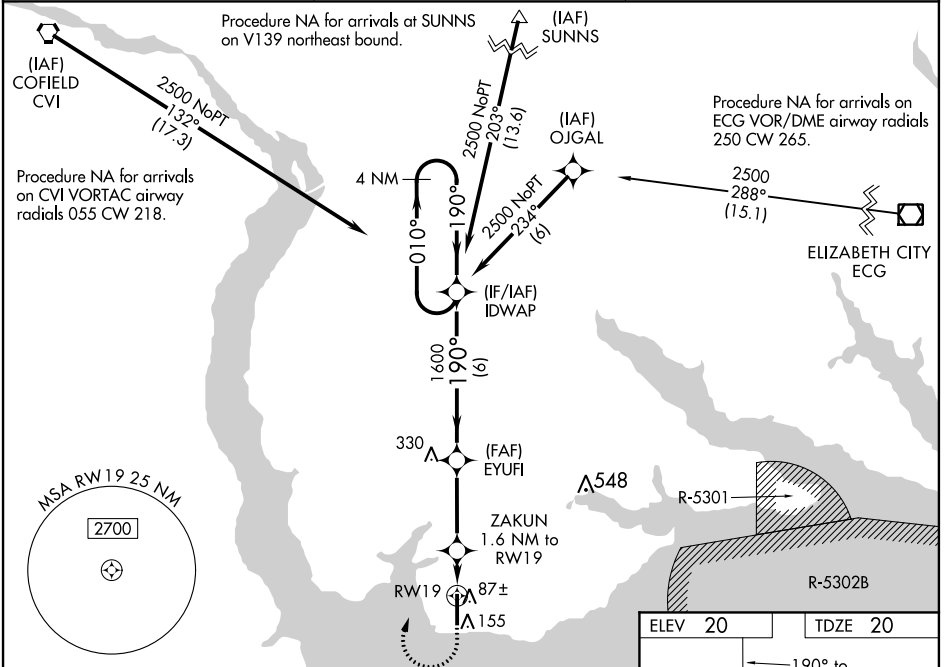 Procedure NA for arrivals at SUNNS
on V139 northeast bound.
(IAF)
SUNNS
(IAF)
COFIELD
CVI
2500 NoPT
132°
(17.3)
2500 NoPT
203°
(13.6)
(IAF)
OJGAL
Procedure NA for arrivals on
ECG VOR/DME airway radials
250 CW 265.
Procedure NA for arrivals
on CVI VORTAC airway
radials 055 CW 218.
4 NM
010°
190°
2500 NoPT
234°
(6)
2500
288°
(15.1)
ELIZABETH CITY
ECG
(IF/IAF)
IDWAP
1600
190°
(6)
330
(FAF)
EYUFI
548
R-5301
MSA RW19 25 NM
2700
ZAKUN
1.6 NM to
RW19
R-5302B
RW19
87±
155
ELEV 20
TDZE 20
190° to